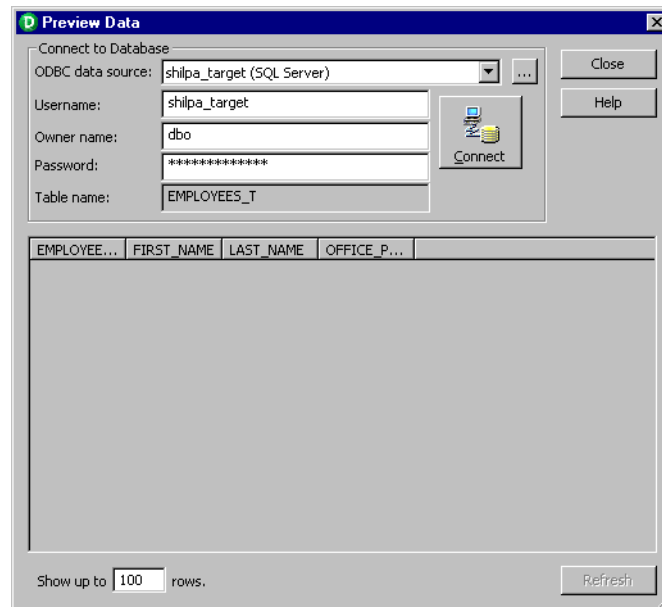 Preview Data
Connect to Database
ODBC data source: shilpa_target (SQL Server) ...
Username: shilpa_target
Owner name: dbo
Password: *************
Table name: EMPLOYEES_T
Connect
Close
Help
EMPLOYEE... FIRST_NAME LAST_NAME OFFICE_P...
Show up to 100 rows.
Refresh